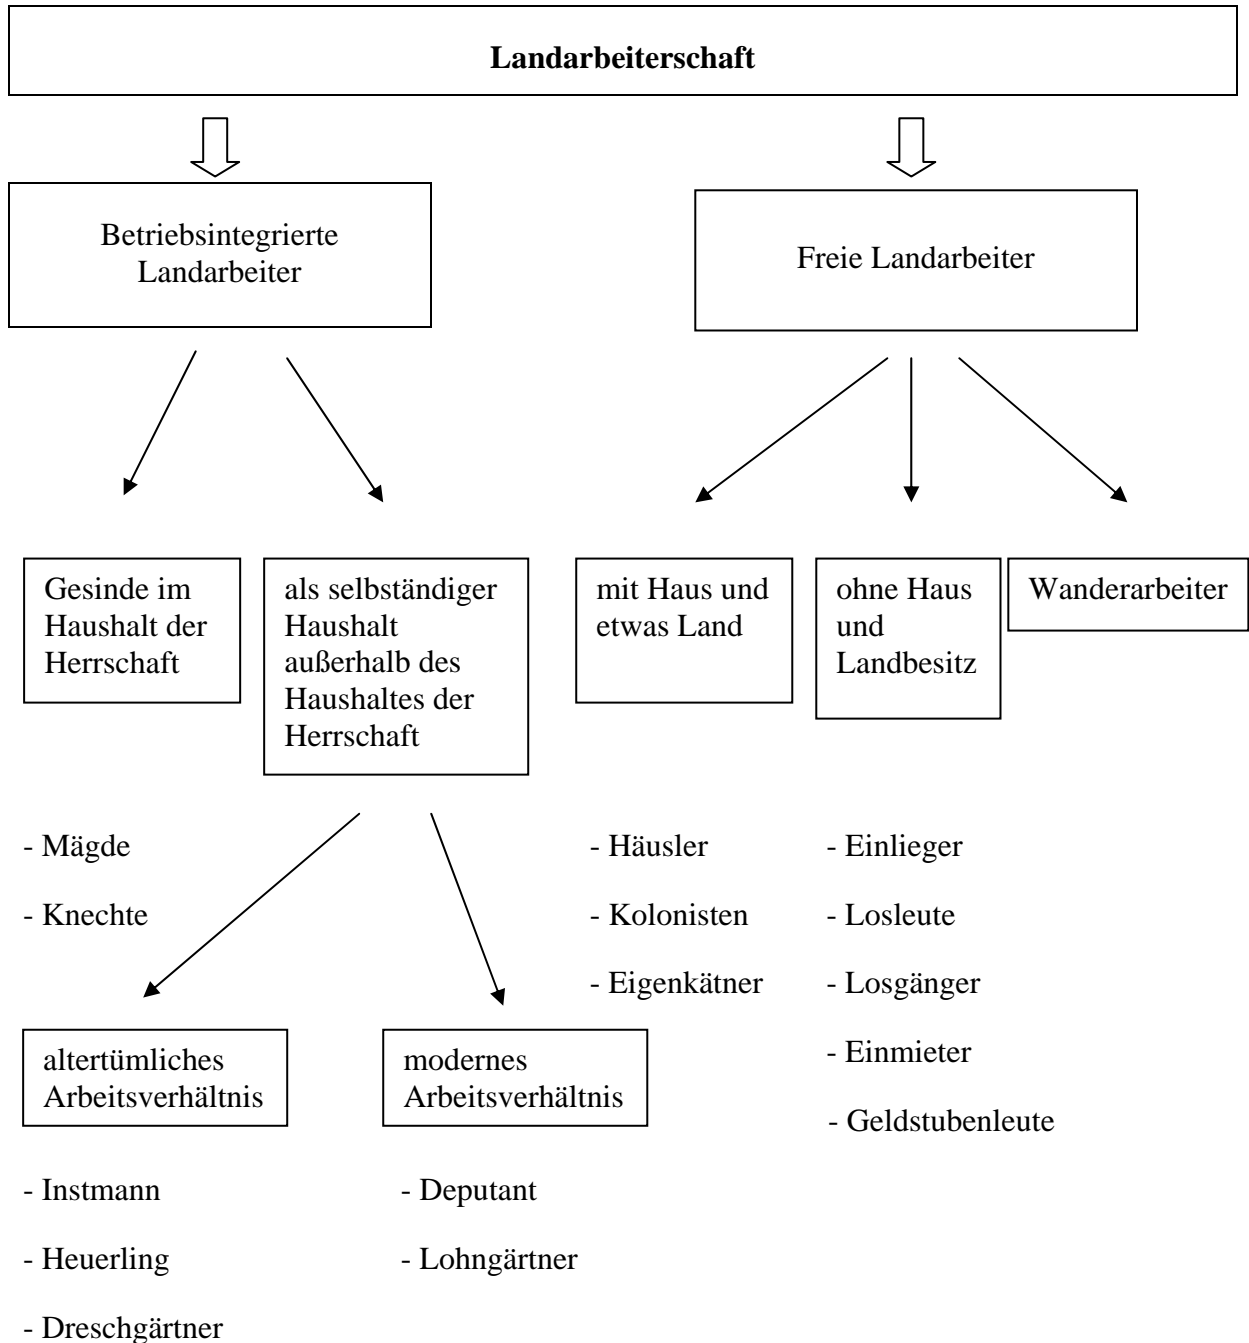 Landarbeiterschaft
Betriebsintegrierte
Landarbeiter
Freie Landarbeiter
Gesinde im
Haushalt der
Herrschaft
als selbständiger
Haushalt
außerhalb des
Haushaltes der
Herrschaft
mit Haus und
etwas Land
ohne Haus
und
Landbesitz
Wanderarbeiter
- Mägde
- Knechte
- Häusler
- Kolonisten
- Eigenkätner
- Einlieger
- Losleute
- Losgänger
- Einmieter
- Geldstubenleute
altertümliches
Arbeitsverhältnis
modernes
Arbeitsverhältnis
- Instmann
- Heuerling
- Dreschgärtner
- Deputant
- Lohngärtner